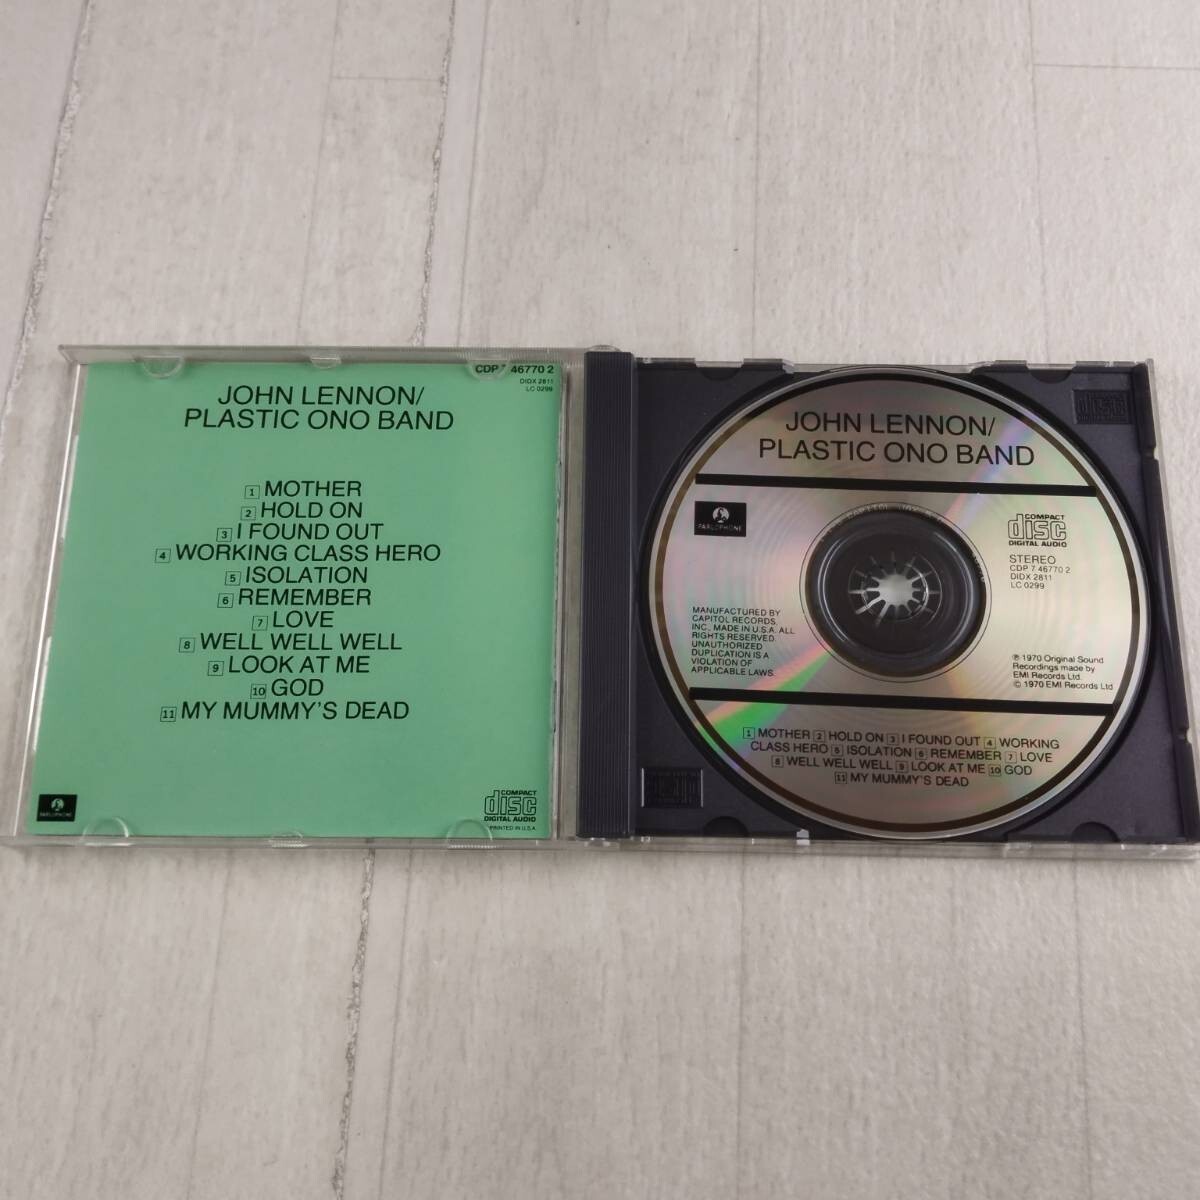 CDP 7 46770 2
DIDX 2811
LC 0299
JOHN LENNON/
PLASTIC ONO BAND
1 MOTHER
2 HOLD ON
3 I FOUND OUT
4 WORKING CLASS HERO
5 ISOLATION
6 REMEMBER
7 LOVE
8 WELL WELL WELL
9 LOOK AT ME
10 GOD
11 MY MUMMY'S DEAD
PARLOPHONE
COMPACT
disc
DIGITAL AUDIO
PRINTED IN U.S.A.
JOHN LENNON/
PLASTIC ONO BAND
PARLOPHONE
COMPACT
disc
DIGITAL AUDIO
STEREO
CDP 7 46770 2
DIDX 2811
LC 0299
MANUFACTURED BY
CAPITOL RECORDS,
INC., MADE IN U.S.A. ALL
RIGHTS RESERVED.
UNAUTHORIZED
DUPLICATION IS A
VIOLATION OF
APPLICABLE LAWS.
℗ 1970 Original Sound
Recordings made by
EMI Records Ltd.
© 1970 EMI Records Ltd
1 MOTHER 2 HOLD ON 3 I FOUND OUT 4 WORKING
CLASS HERO 5 ISOLATION 6 REMEMBER 7 LOVE
8 WELL WELL WELL 9 LOOK AT ME 10 GOD
11 MY MUMMY'S DEAD